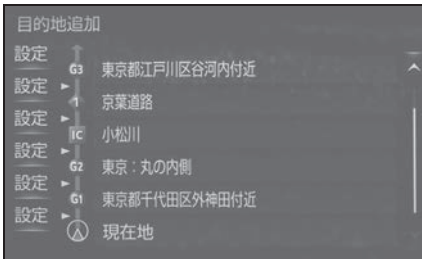 目的地追加
設定
G3 東京都江戸川区谷河内付近
設定
1 京葉道路
設定
IC 小松川
設定
G2 東京：丸の内側
設定
G1 東京都千代田区外神田付近
設定
現在地